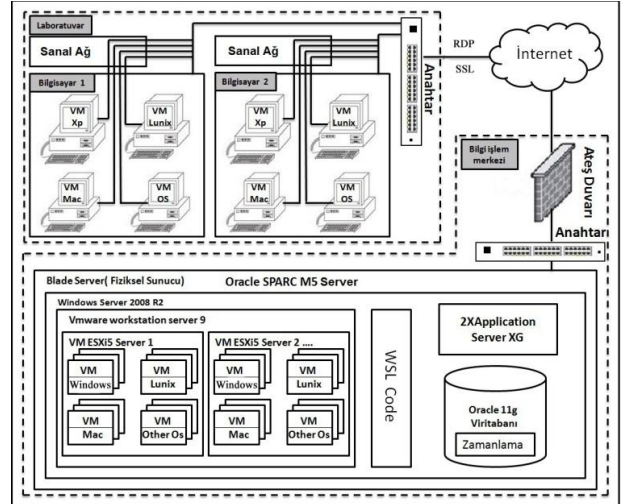 Laboratuvar
Sanal Ağ
Sanal Ağ
Bilgisayar 1
VM
Xp
VM
Lunix
VM
Mac
VM
OS
Bilgisayar 2
VM
Xp
VM
Lunix
VM
Mac
VM
OS
Anahtar
RDP
SSL
İnternet
Bilgi işlem
merkezi
Ateş Duvarı
Anahtar
Blade Server( Fiziksel Sunucu) Oracle SPARC M5 Server
Windows Server 2008 R2
Vmware workstation server 9
VM ESXi5 Server 1
VM
Windows
VM
Lunix
VM
Mac
VM
Other Os
VM ESXi5 Server 2 ....
VM
Windows
VM
Lunix
VM
Mac
VM
Other Os
WSL Code
2XApplication
Server XG
Oracle 11g
Viritabanı
Zamanlama